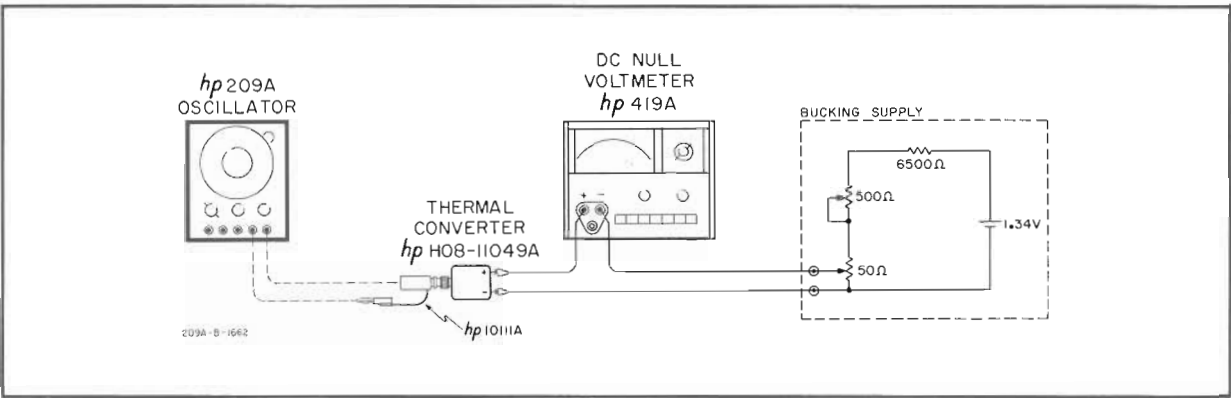 hp 209A
OSCILLATOR
THERMAL
CONVERTER
hp H08-11049A
+
-
hp 10111A
DC NULL
VOLTMETER
hp 419A
+ -
BUCKING SUPPLY
6500Ω
500Ω
1.34V
50Ω
209A-B-1662